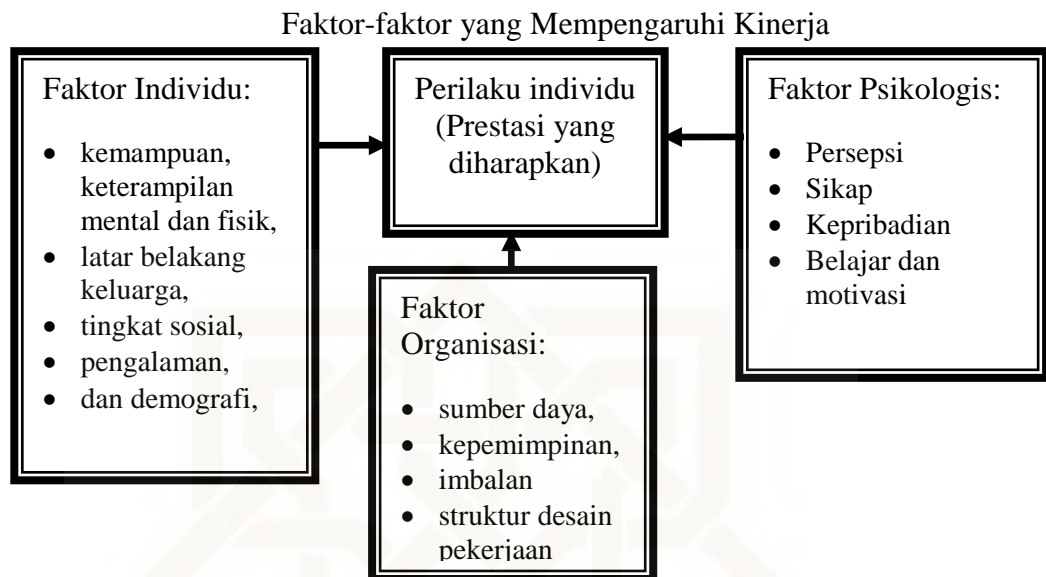 Faktor-faktor yang Mempengaruhi Kinerja
Faktor Individu:
• kemampuan,
keterampilan
mental dan fisik,
• latar belakang
keluarga,
• tingkat sosial,
• pengalaman,
• dan demografi,
Perilaku individu
(Prestasi yang
diharapkan)
Faktor Psikologis:
• Persepsi
• Sikap
• Kepribadian
• Belajar dan
motivasi
Faktor
Organisasi:
• sumber daya,
• kepemimpinan,
• imbalan
• struktur desain
pekerjaan